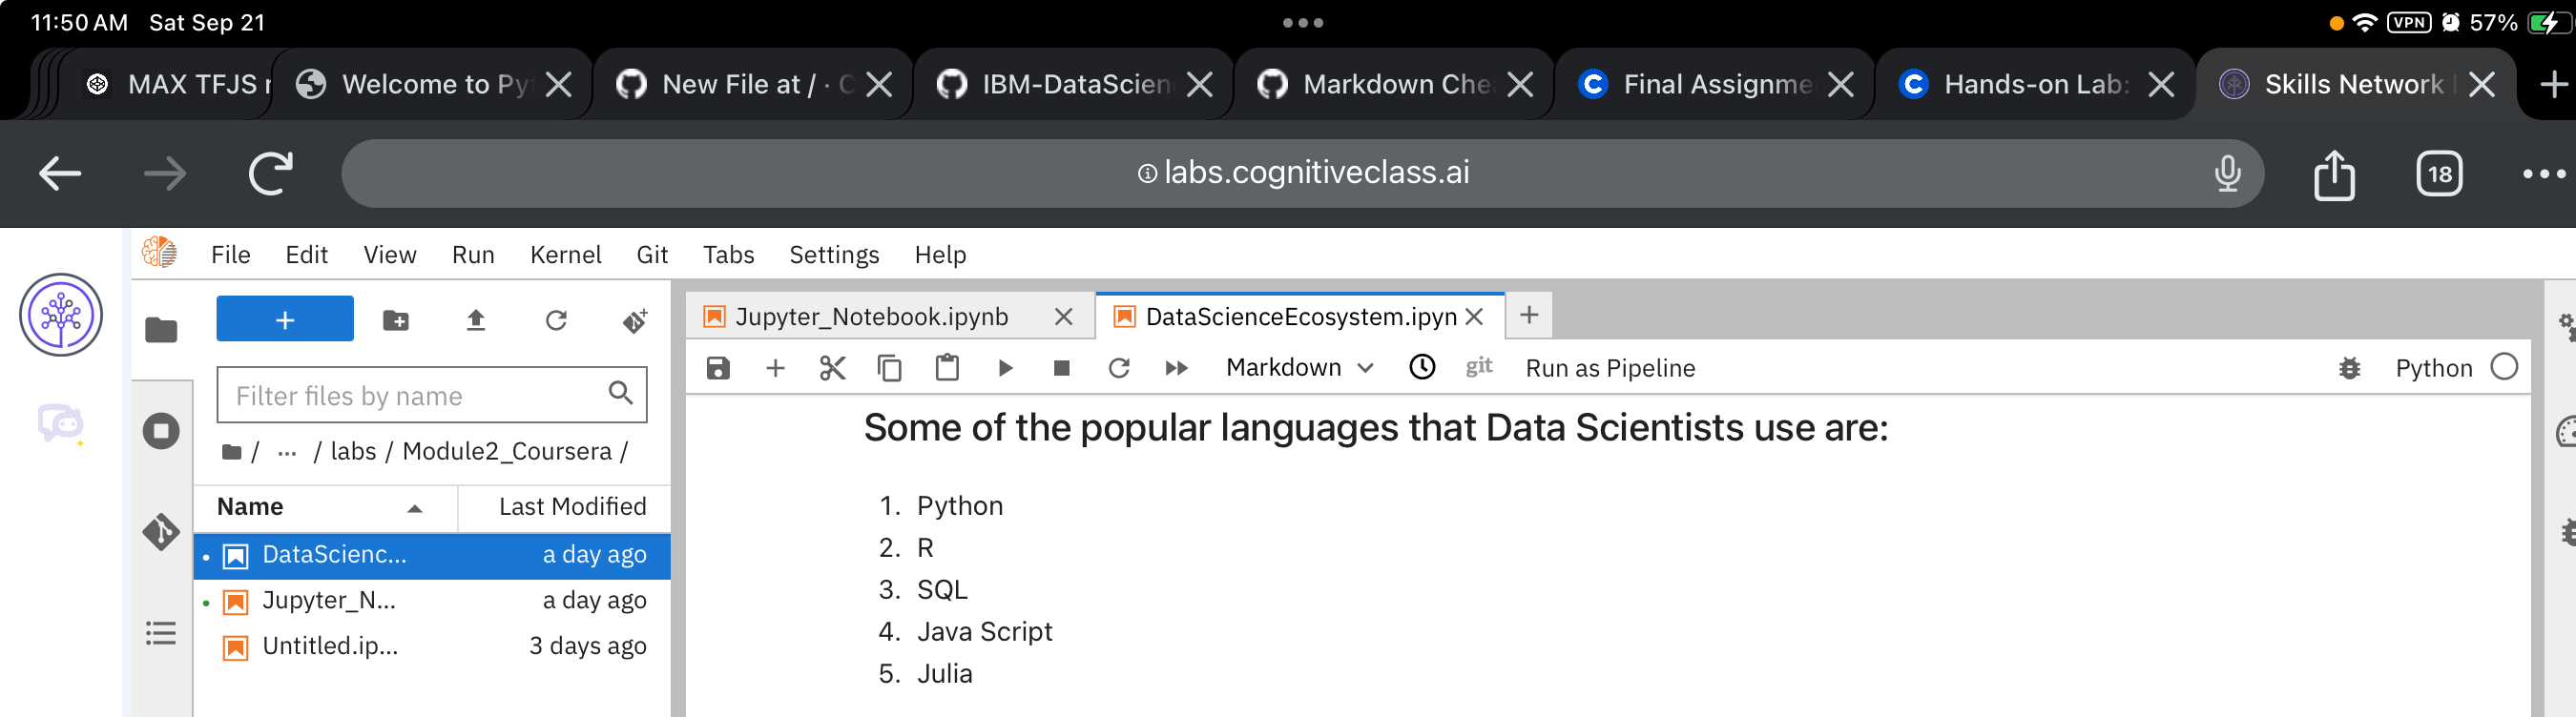 11:50 AM Sat Sep 21
VPN 57%
MAX TFJS
Welcome to Py
New File at / · C
IBM-DataScien
Markdown Che
Final Assignme
Hands-on Lab:
Skills Network
labs.cognitiveclass.ai
18
File Edit View Run Kernel Git Tabs Settings Help
Jupyter_Notebook.ipynb
DataScienceEcosystem.ipyn
Markdown git Run as Pipeline Python
Filter files by name
/ ... / labs / Module2_Coursera /
Name Last Modified
DataScienc... a day ago
Jupyter_N... a day ago
Untitled.ip... 3 days ago
Some of the popular languages that Data Scientists use are:
1. Python
2. R
3. SQL
4. Java Script
5. Julia